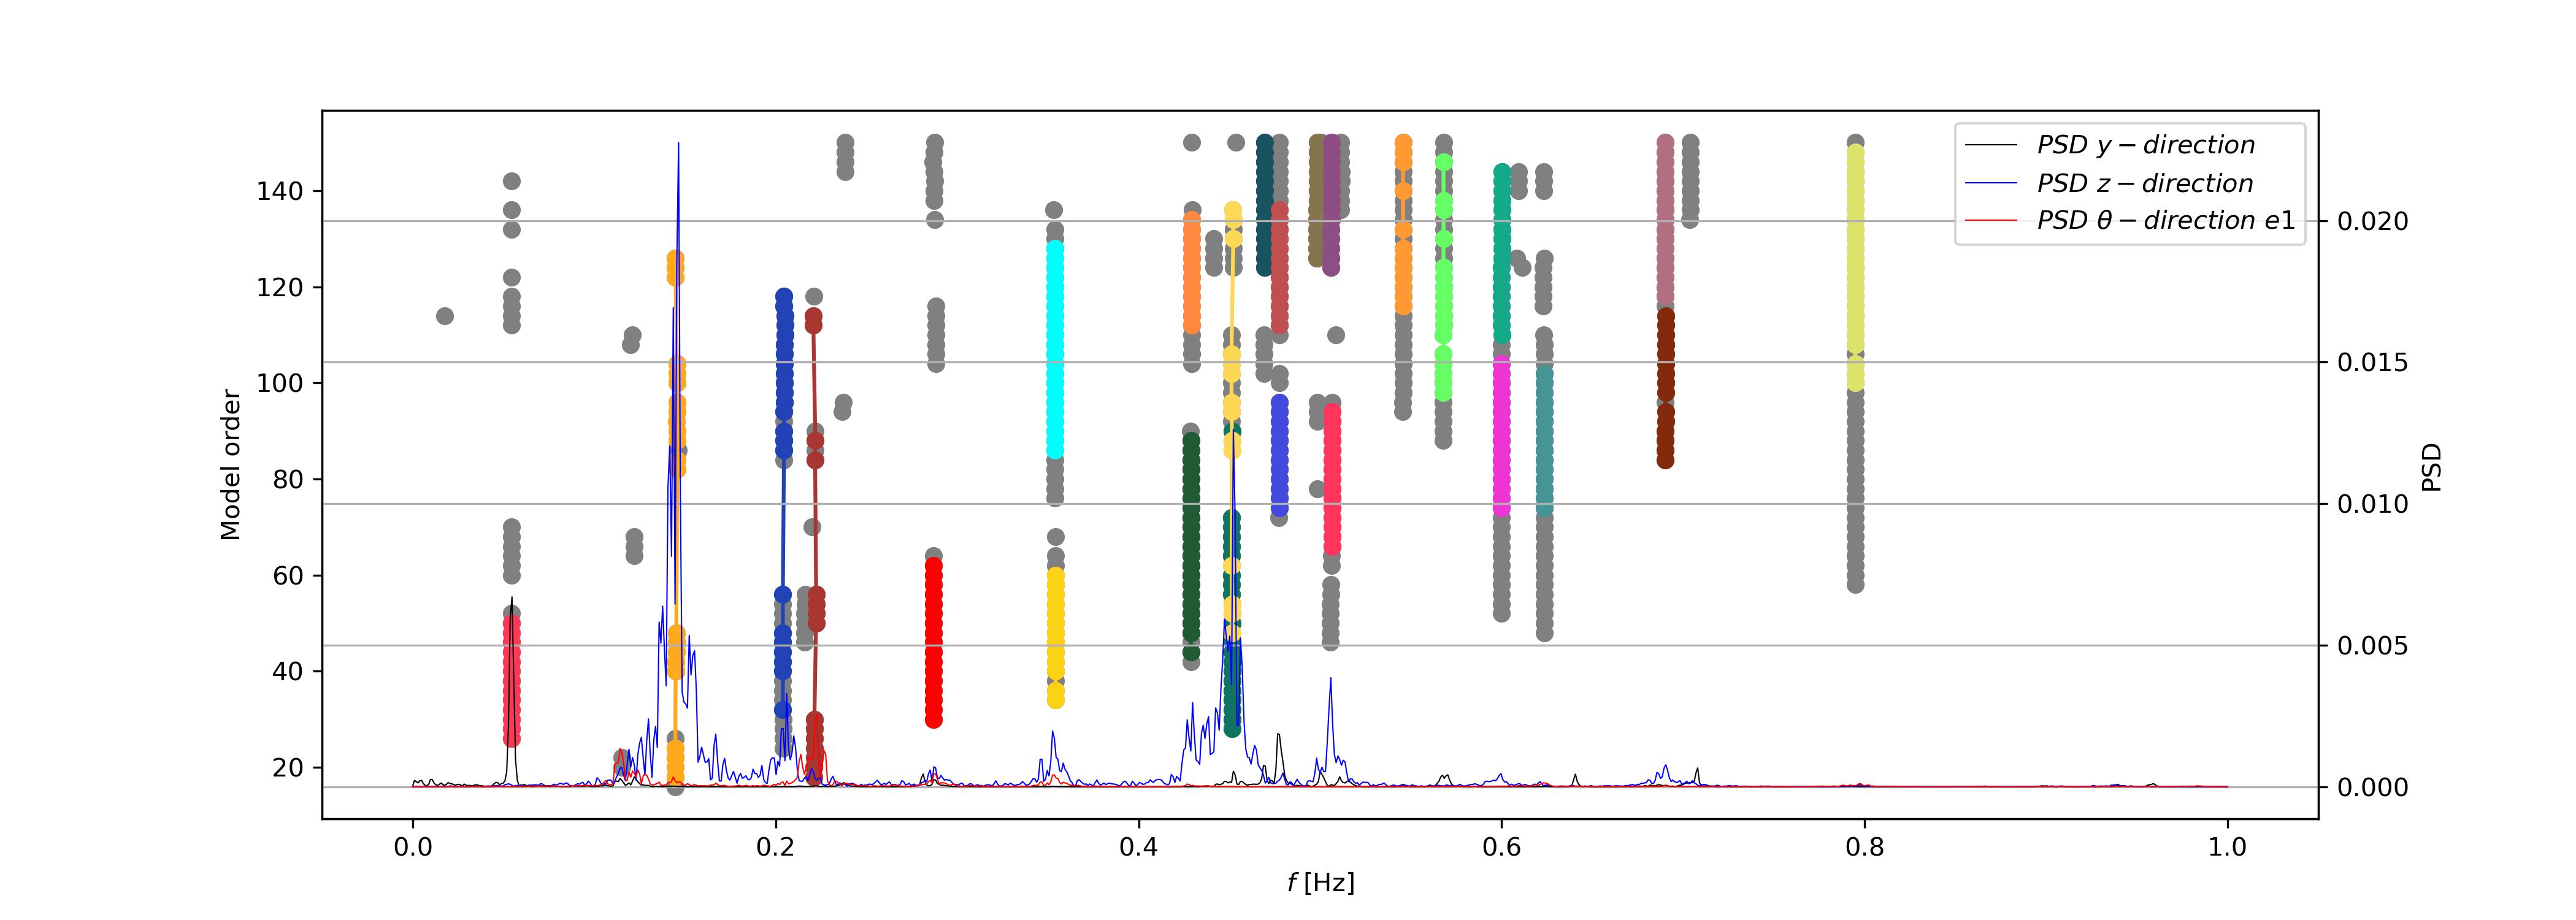 PSD y − direction
PSD z − direction
PSD θ − direction e1
Model order
140
120
100
80
60
40
20
0.020
0.015
0.010
0.005
0.000
PSD
0.0 0.2 0.4 0.6 0.8 1.0
f [Hz]